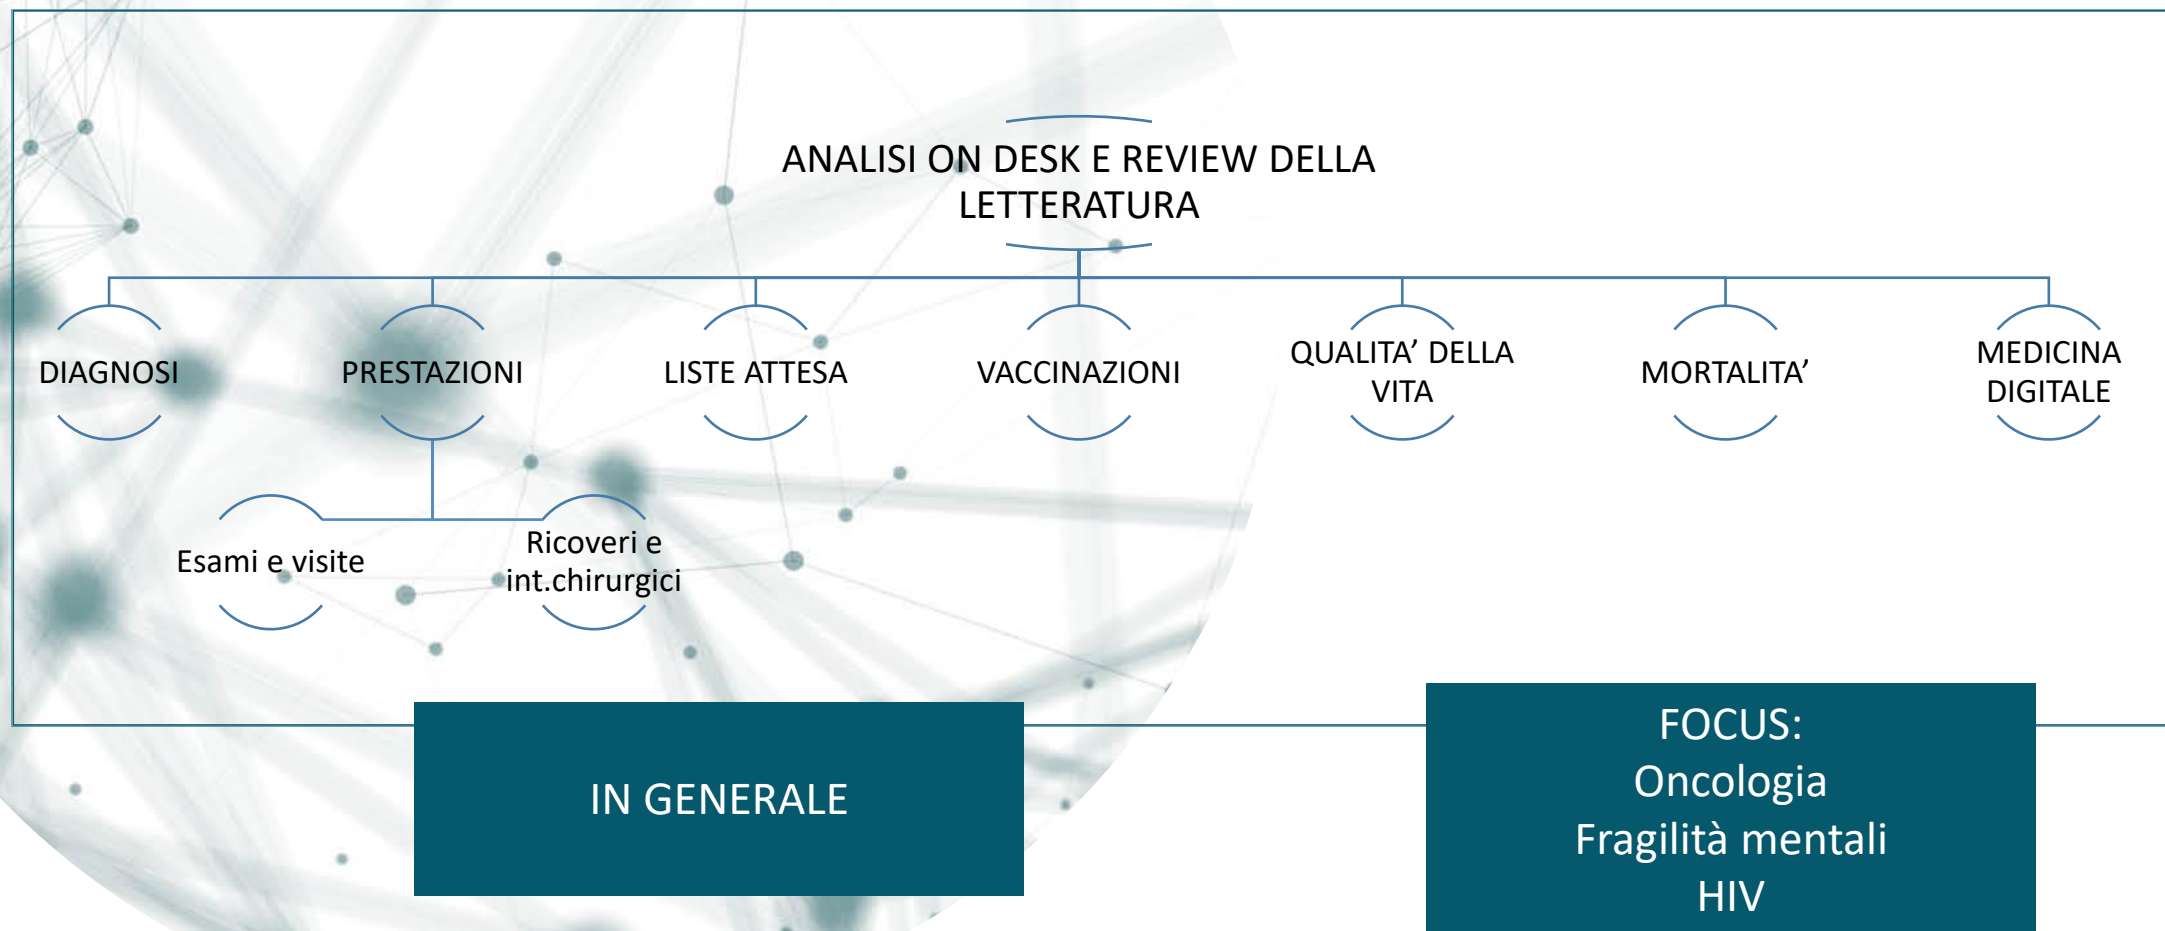 ANALISI ON DESK E REVIEW DELLA
LETTERATURA
DIAGNOSI
PRESTAZIONI
LISTE ATTESA
VACCINAZIONI
QUALITA’ DELLA
VITA
MORTALITA’
MEDICINA
DIGITALE
Esami e visite
Ricoveri e
int.chirurgici
IN GENERALE
FOCUS:
Oncologia
Fragilità mentali
HIV